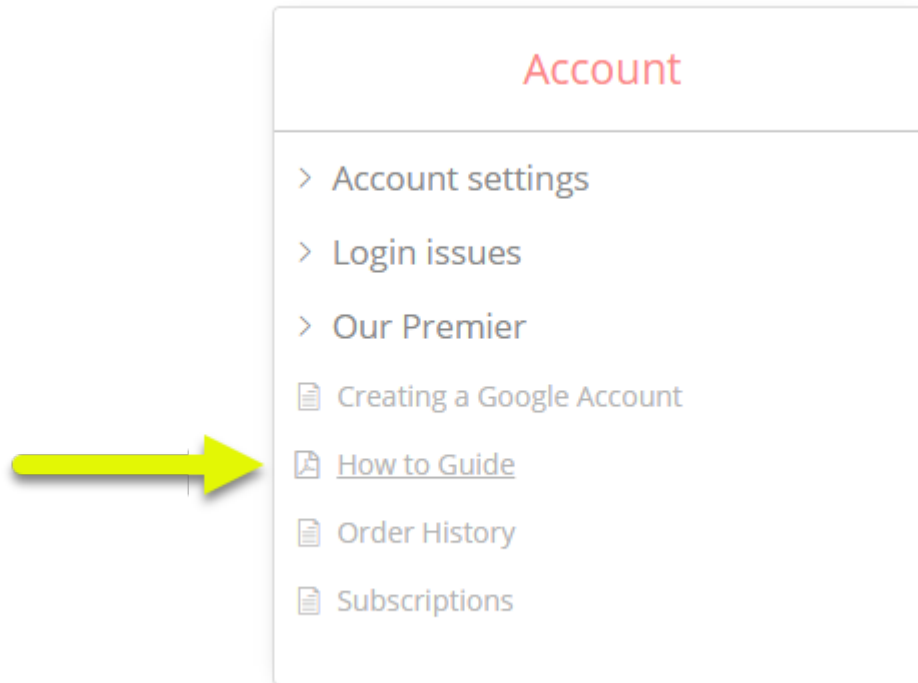 Account
Account settings
Login issues
Our Premier
Creating a Google Account
How to Guide
Order History
Subscriptions